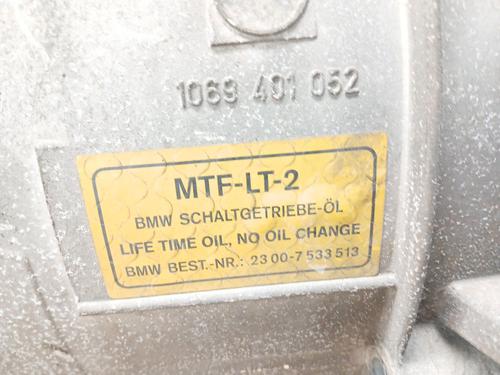 1069 401 052
MTF-LT-2
BMW SCHALTGETRIEBE-ÖL
LIFE TIME OIL, NO OIL CHANGE
BMW BEST.-NR.: 23 00-7 533 513